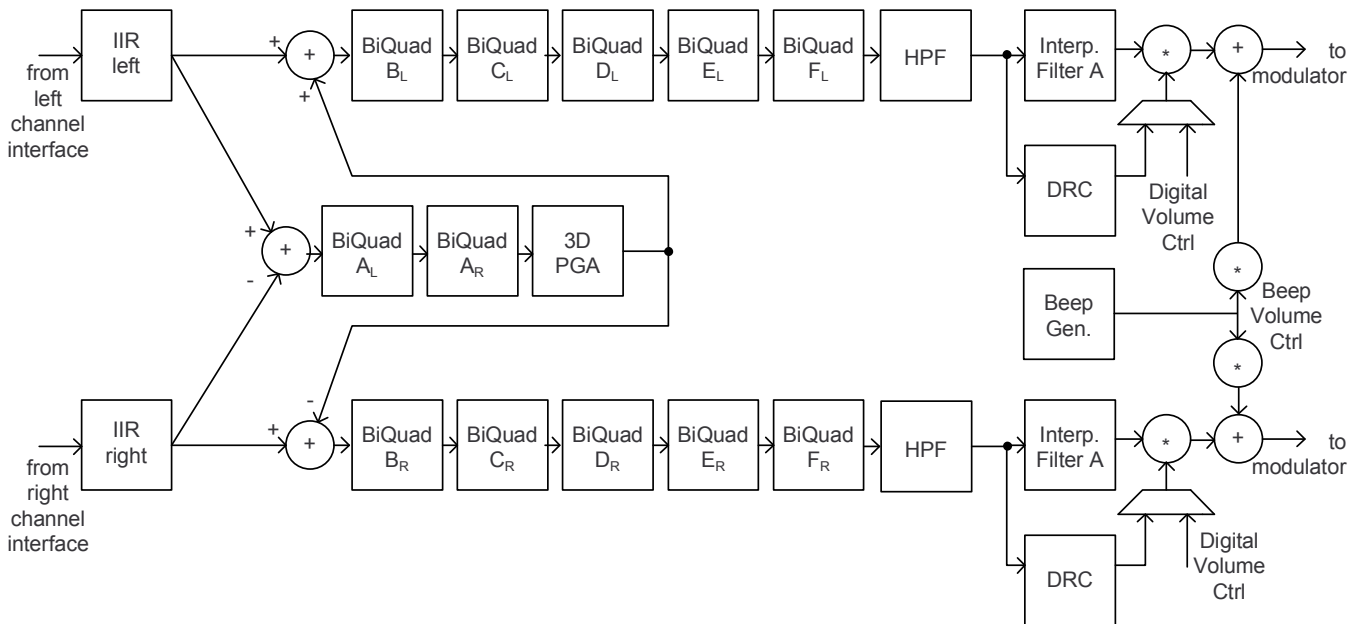 IIR
left
from
left
channel
interface
+
+
+
BiQuad
B_L
BiQuad
C_L
BiQuad
D_L
BiQuad
E_L
BiQuad
F_L
HPF
Interp.
Filter A
*
+
to
modulator
DRC
Digital
Volume
Ctrl
+
-
+
BiQuad
A_L
BiQuad
A_R
3D
PGA
Beep
Gen.
*
Beep
Volume
Ctrl
*
IIR
right
from
right
channel
interface
+
-
+
BiQuad
B_R
BiQuad
C_R
BiQuad
D_R
BiQuad
E_R
BiQuad
F_R
HPF
Interp.
Filter A
*
+
to
modulator
DRC
Digital
Volume
Ctrl